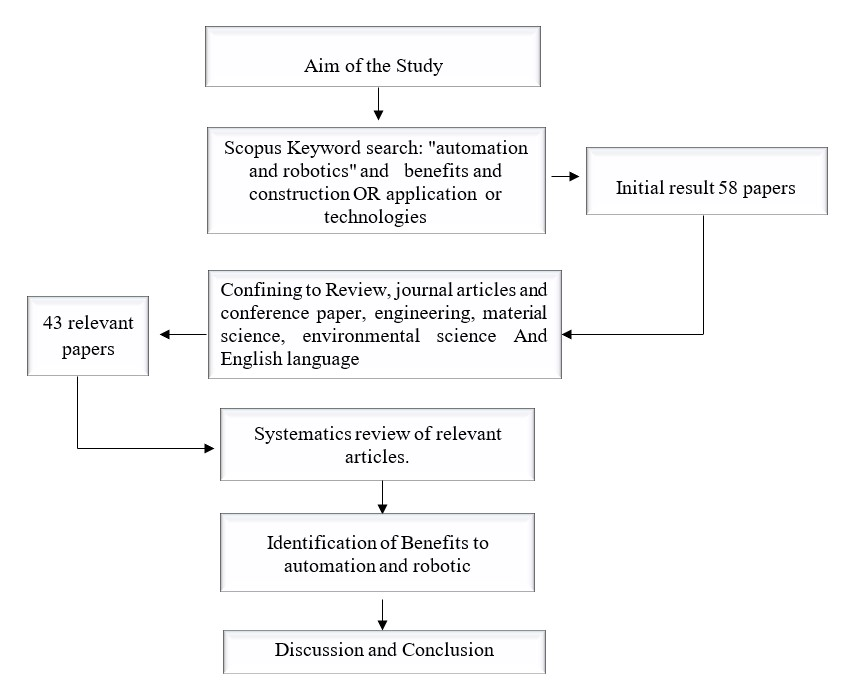 Aim of the Study
Scopus Keyword search: "automation
and robotics" and benefits and
construction OR application or
technologies
Initial result 58 papers
Confining to Review, journal articles and
conference paper, engineering, material
science, environmental science And
English language
43 relevant
papers
Systematics review of relevant
articles.
Identification of Benefits to
automation and robotic
Discussion and Conclusion